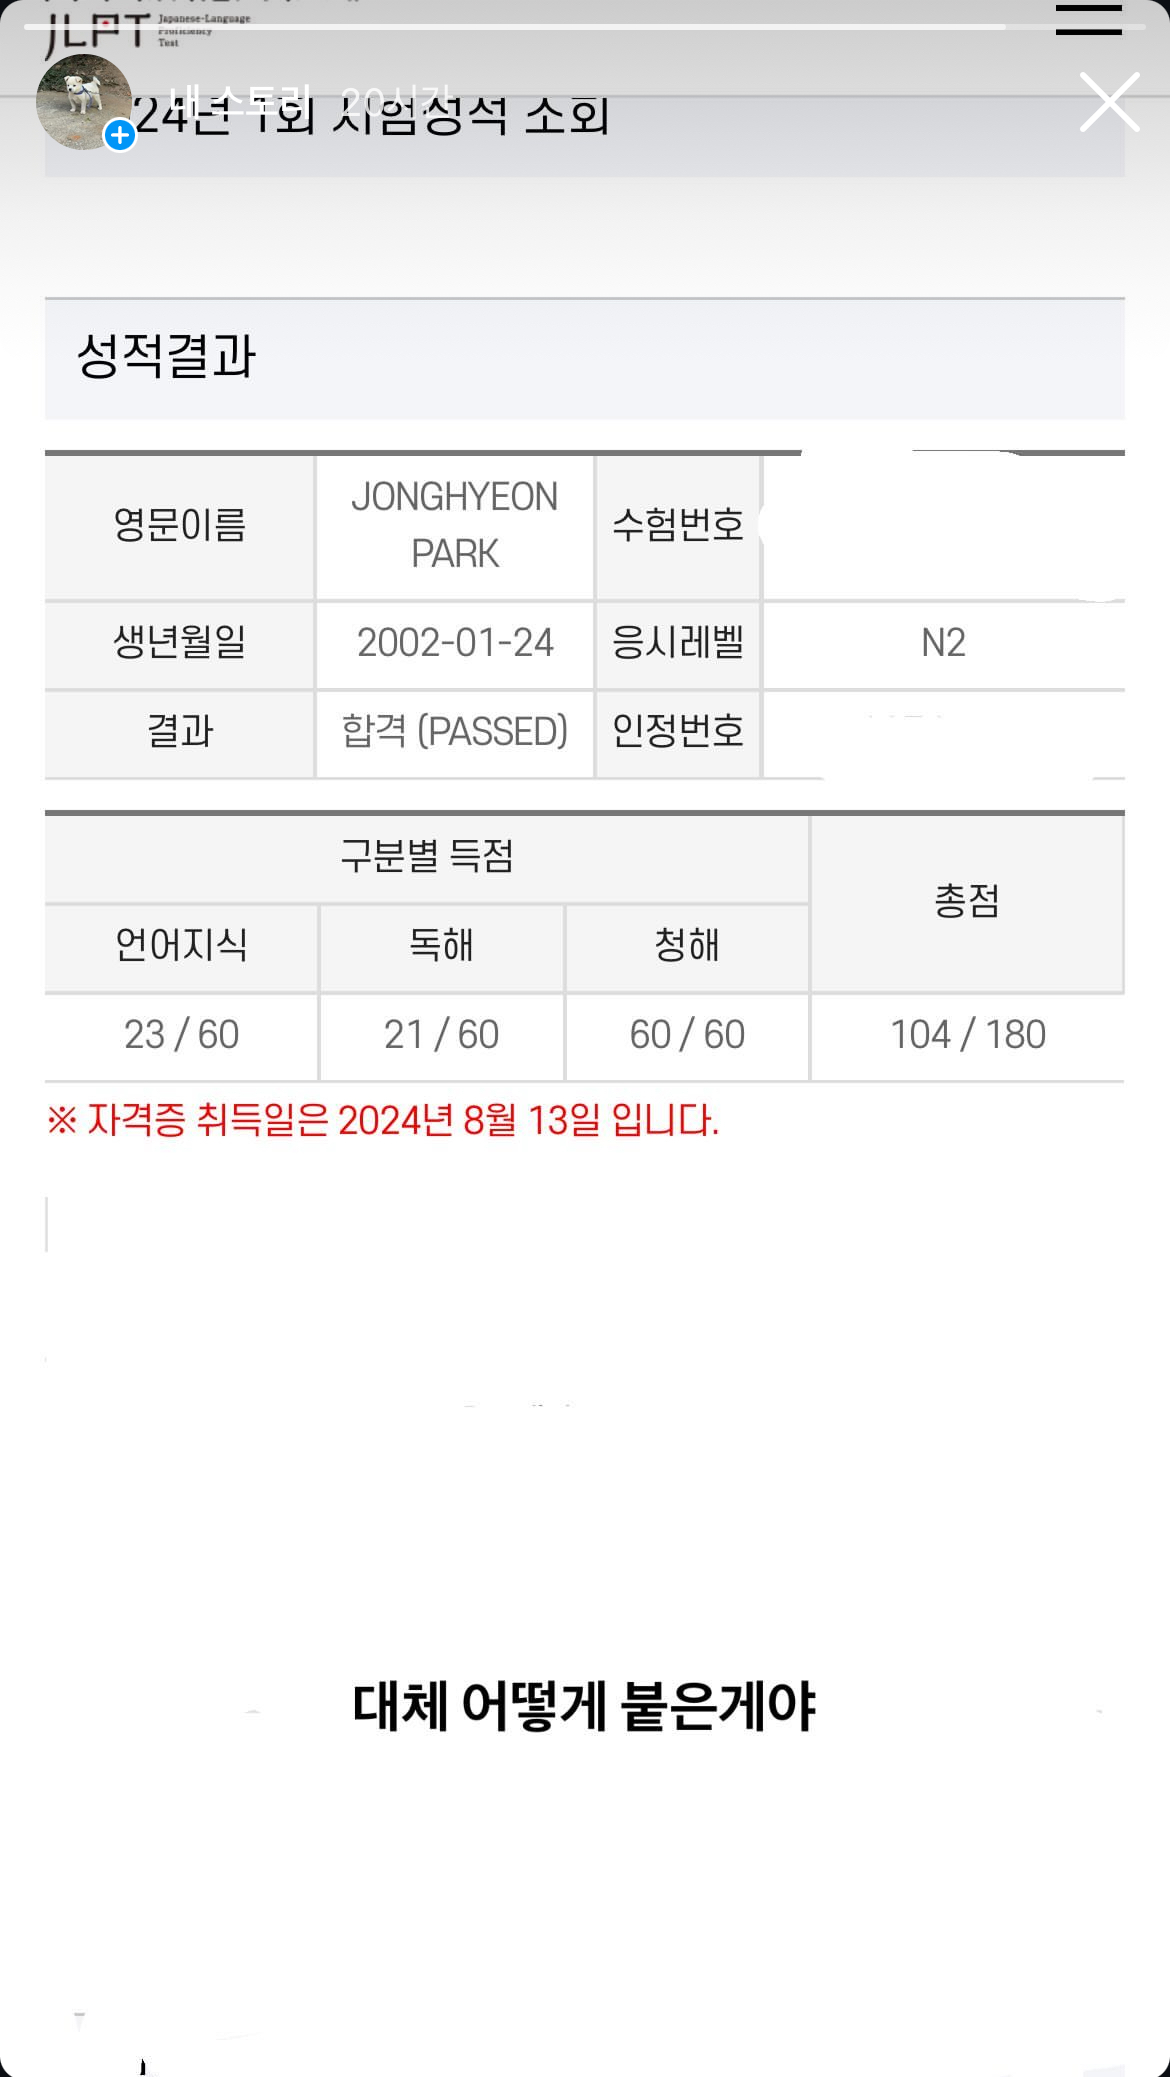 JLPT Japanese-Language
Proficiency
Test
내 스토리 20시간
24년 1회 시험성적 조회
성적결과
영문이름 JONGHYEON PARK 수험번호
생년월일 2002-01-24 응시레벨 N2
결과 합격 (PASSED) 인정번호
구분별 득점 총점
언어지식 독해 청해
23 / 60 21 / 60 60 / 60 104 / 180
※ 자격증 취득일은 2024년 8월 13일 입니다.
대체 어떻게 붙은게야